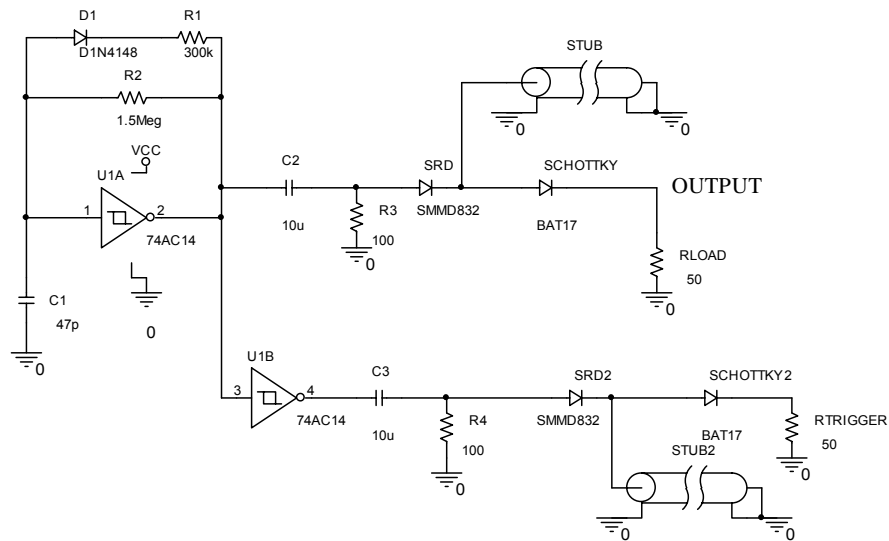 D1
R1
D1N4148
300k
R2
1.5Meg
VCC
U1A
1
2
74AC14
C1
47p
0
0
C2
10u
R3
100
0
SRD
SMMD832
STUB
0
0
SCHOTTKY
BAT17
OUTPUT
RLOAD
50
0
U1B
3
4
74AC14
C3
10u
R4
100
0
SRD2
SMMD832
SCHOTTKY2
BAT17
RTRIGGER
50
0
STUB2
0
0